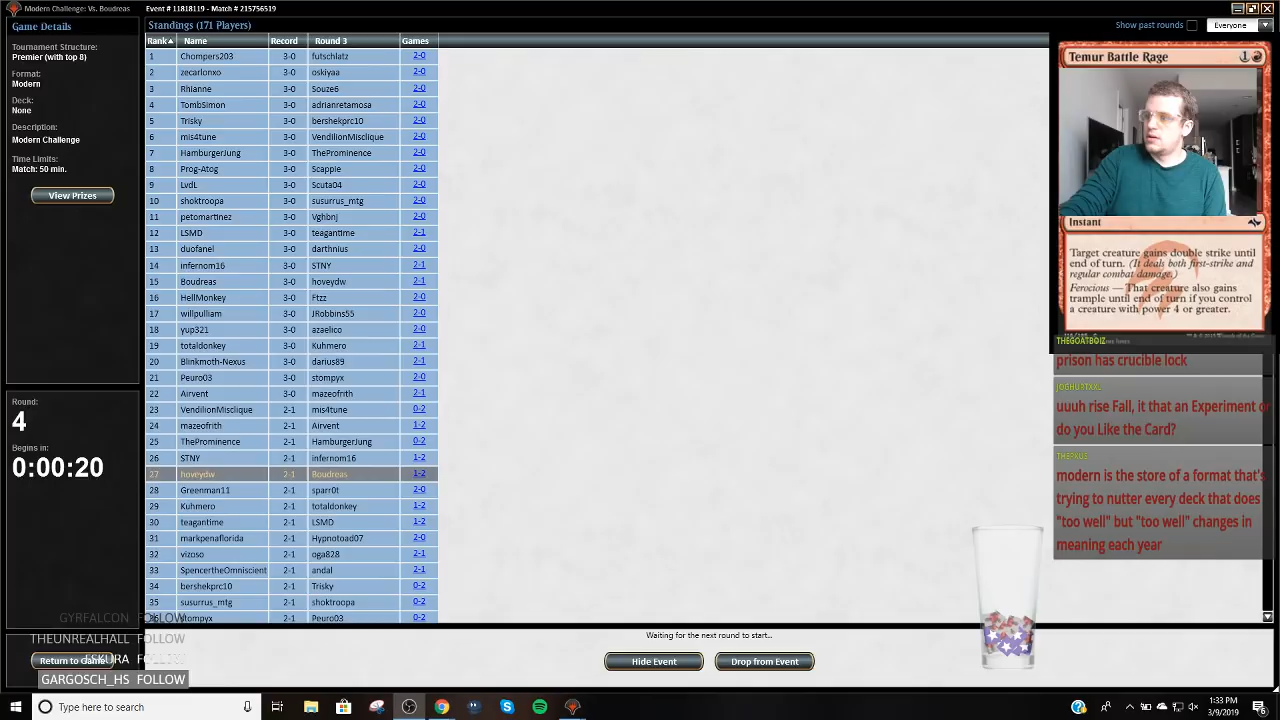 Modern Challenge: Vs. Boudreas
Event # 11818119 - Match # 215756519
Game Details
Tournament Structure:
Premier (with top 8)
Format:
Modern
Deck:
None
Description:
Modern Challenge
Time Limits:
Match: 50 min.
View Prizes
Round:
4
Begins in:
0:00:20
Standings (171 Players)
Show past rounds
Everyone
Rank Name Record Round 3 Games
1 Chompers203 3-0 futschlatz 2-0
2 zecarlonxo 3-0 oskiyaa 2-0
3 Rhianne 3-0 Souze6 2-0
4 TombSimon 3-0 adrianretamosa 2-0
5 Trisky 3-0 bershekprc10 2-0
6 mis4tune 3-0 VendilionMisclique 2-0
7 HamburgerJung 3-0 TheProminence 2-0
8 Prog-Atog 3-0 Scappie 2-0
9 LvdL 3-0 Scuta04 2-0
10 shoktroopa 3-0 susurrus_mtg 2-0
11 petomartinez 3-0 Vghbnj 2-0
12 LSMD 3-0 teagantime 2-1
13 duofanel 3-0 darthnius 2-0
14 infernom16 3-0 STNY 2-1
15 Boudreas 3-0 hoveydw 2-1
16 HellMonkey 3-0 Ftzz 2-0
17 willpulliam 3-0 JRobbins55 2-0
18 yup321 3-0 azaelico 2-0
19 totaldonkey 3-0 Kuhmero 2-1
20 Blinkmoth-Nexus 3-0 darius89 2-1
21 Peuro03 3-0 stompyx 2-0
22 Airvent 3-0 mazeofrith 2-1
23 VendilionMisclique 2-1 mis4tune 0-2
24 mazeofrith 2-1 Airvent 1-2
25 TheProminence 2-1 HamburgerJung 0-2
26 STNY 2-1 infernom16 1-2
27 hoveydw 2-1 Boudreas 1-2
28 Greenman11 2-1 sparr0t 2-0
29 Kuhmero 2-1 totaldonkey 1-2
30 teagantime 2-1 LSMD 1-2
31 markpenaflorida 2-1 Hypnotoad07 2-0
32 vizoso 2-1 oga828 2-1
33 SpencertheOmniscient 2-1 andal 2-1
34 bershekprc10 2-1 Trisky 0-2
35 susurrus_mtg 2-1 shoktroopa 0-2
36 stompyx 2-1 Peuro03 0-2
Waiting for the next round to start...
Hide Event
Drop from Event
Return to Game
GYRFALCON FOLLOW
THEUNREALHALL FOLLOW
ESKURA FOLLOW
GARGOSCH_HS FOLLOW
Temur Battle Rage
1
Instant
Target creature gains double strike until
end of turn. (It deals both first-strike and
regular combat damage.)
Ferocious — That creature also gains
trample until end of turn if you control
a creature with power 4 or greater.
THEGOATBOIZ
prison has crucible lock
JOGHURTXXL
uuuh rise Fall, it that an Experiment or
do you Like the Card?
modern is the store of a format that's
trying to nutter every deck that does
"too well" but "too well" changes in
meaning each year
Type here to search
1:33 PM
3/9/2019
6